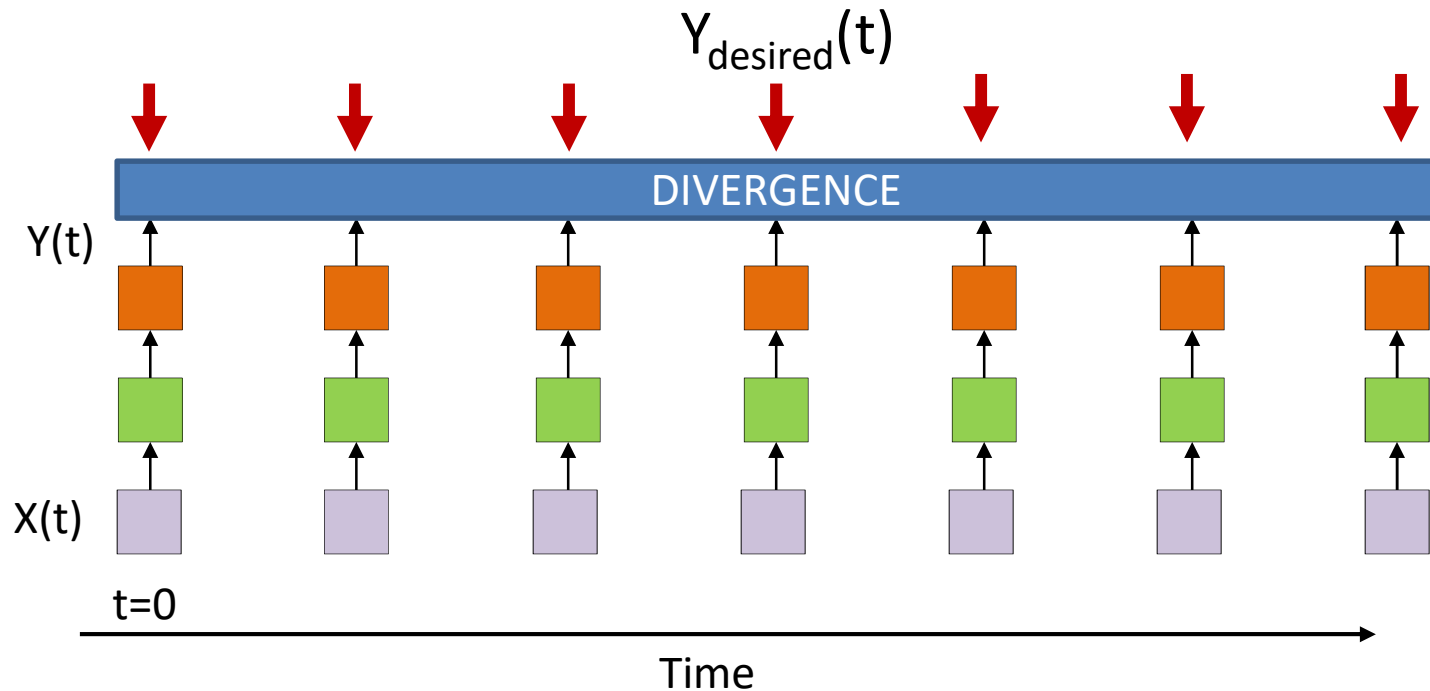 Y_desired(t)
DIVERGENCE
Y(t)
X(t)
t=0
Time